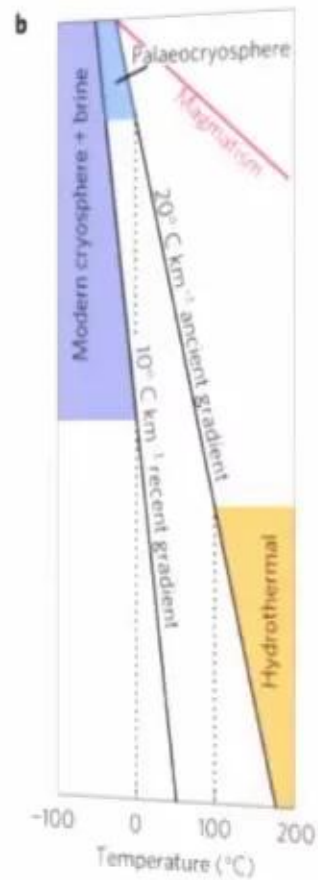 b
Palaeocryosphere
Magmatism
Modern cryosphere + brine
20° C km⁻¹ ancient gradient
10° C km⁻¹ recent gradient
Hydrothermal
-100 0 100 200
Temperature (°C)